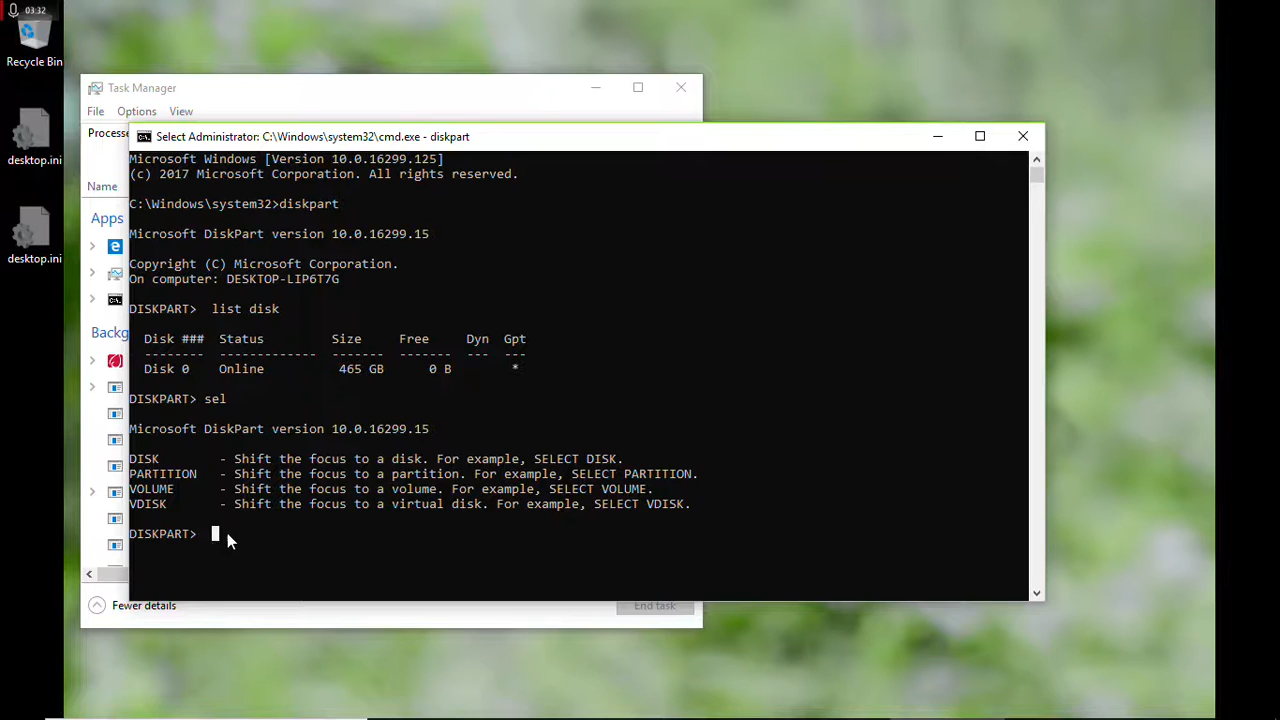 03:32
Recycle Bin
desktop.ini
desktop.ini
Task Manager
File Options View
Name
Apps
Fewer details
End task
Select Administrator: C:\Windows\system32\cmd.exe - diskpart
Microsoft Windows [Version 10.0.16299.125]
(c) 2017 Microsoft Corporation. All rights reserved.
C:\Windows\system32>diskpart
Microsoft DiskPart version 10.0.16299.15
Copyright (C) Microsoft Corporation.
On computer: DESKTOP-LIP6T7G
DISKPART>  list disk
Disk ### Status Size Free Dyn Gpt
-------- ------------- ------- ------- --- ---
Disk 0 Online 465 GB 0 B *
DISKPART> sel
Microsoft DiskPart version 10.0.16299.15
DISK - Shift the focus to a disk. For example, SELECT DISK.
PARTITION - Shift the focus to a partition. For example, SELECT PARTITION.
VOLUME - Shift the focus to a volume. For example, SELECT VOLUME.
VDISK - Shift the focus to a virtual disk. For example, SELECT VDISK.
DISKPART>